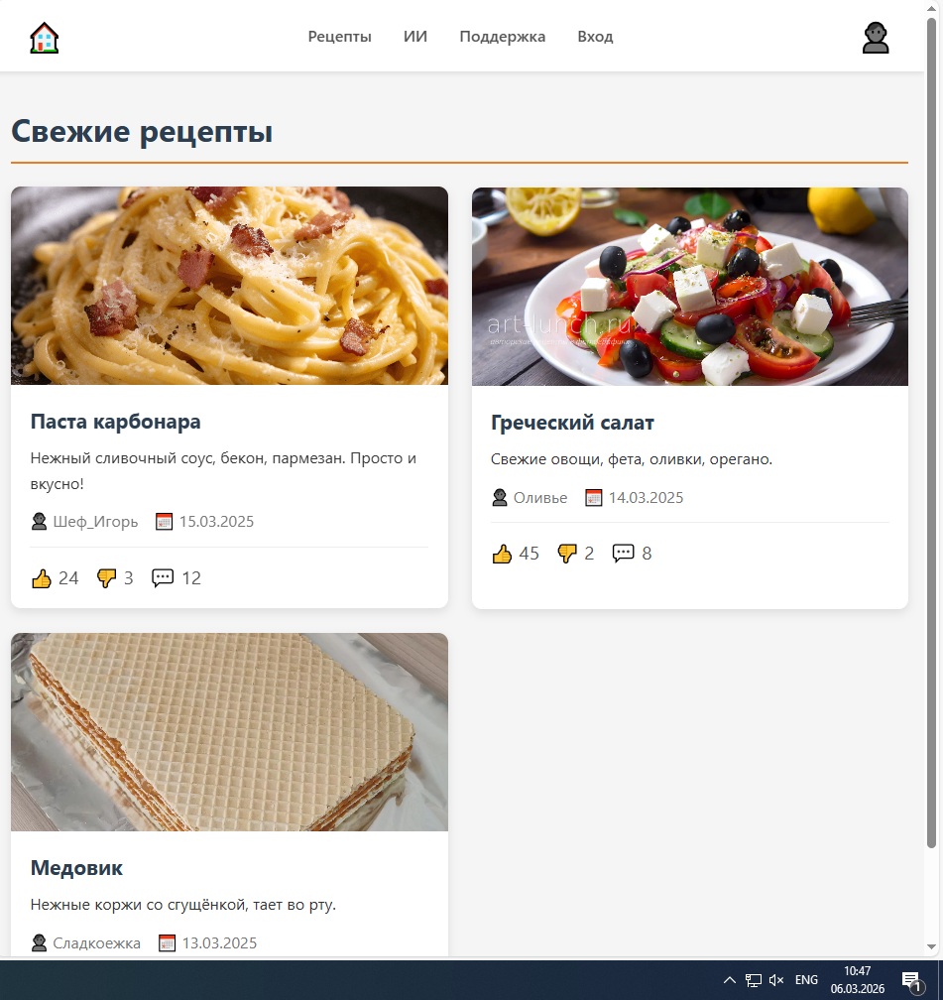 Рецепты ИИ Поддержка Вход
Свежие рецепты
Паста карбонара
Нежный сливочный соус, бекон, пармезан. Просто и
вкусно!
Шеф_Игорь 15.03.2025
24 3 12
art-lunch.ru
Греческий салат
Свежие овощи, фета, оливки, орегано.
Оливье 14.03.2025
45 2 8
Медовик
Нежные коржи со сгущёнкой, тает во рту.
Сладкоежка 13.03.2025
ENG
10:47
06.03.2026
1